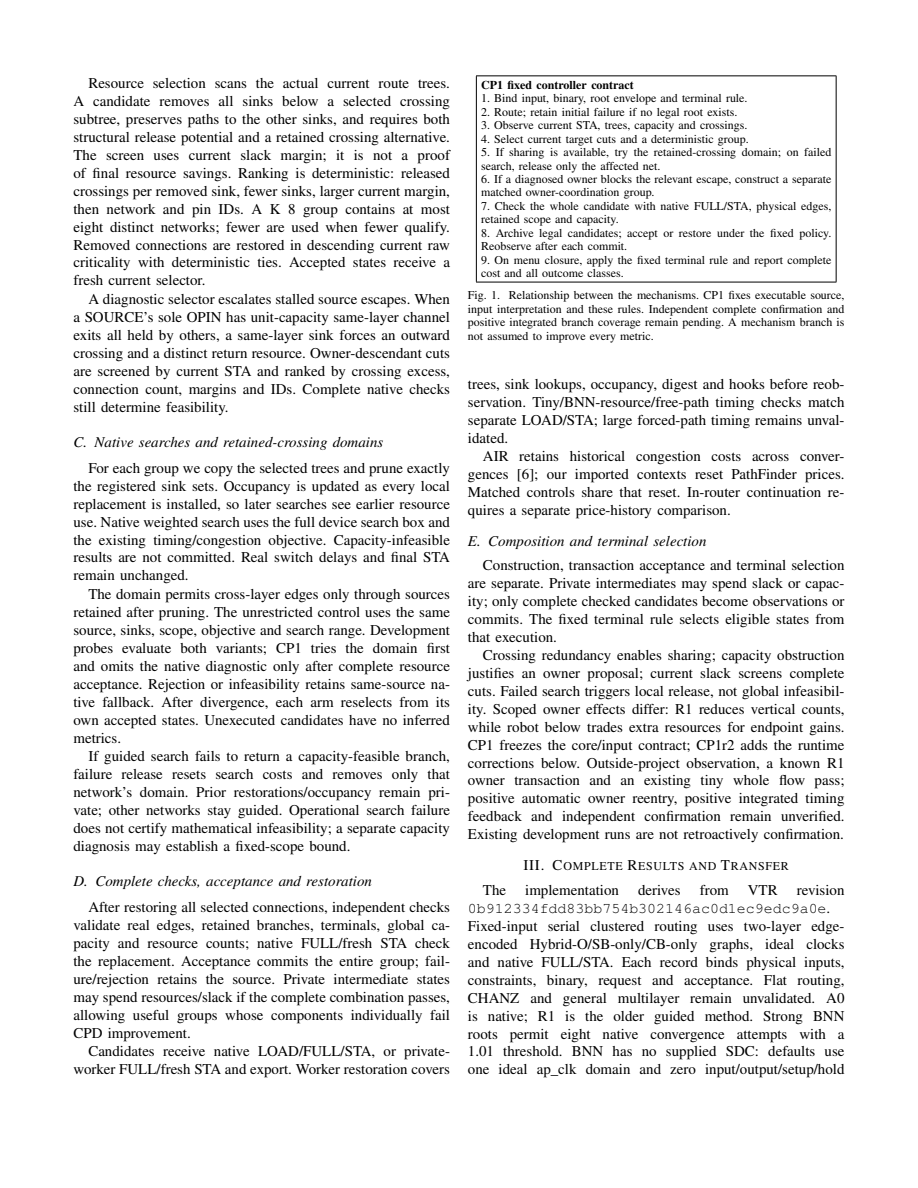 Resource selection scans the actual current route trees.
A candidate removes all sinks below a selected crossing
subtree, preserves paths to the other sinks, and requires both
structural release potential and a retained crossing alternative.
The screen uses current slack margin; it is not a proof
of final resource savings. Ranking is deterministic: released
crossings per removed sink, fewer sinks, larger current margin,
then network and pin IDs. A K 8 group contains at most
eight distinct networks; fewer are used when fewer qualify.
Removed connections are restored in descending current raw
criticality with deterministic ties. Accepted states receive a
fresh current selector.
A diagnostic selector escalates stalled source escapes. When
a SOURCE's sole OPIN has unit-capacity same-layer channel
exits all held by others, a same-layer sink forces an outward
crossing and a distinct return resource. Owner-descendant cuts
are screened by current STA and ranked by crossing excess,
connection count, margins and IDs. Complete native checks
still determine feasibility.
C. Native searches and retained-crossing domains
For each group we copy the selected trees and prune exactly
the registered sink sets. Occupancy is updated as every local
replacement is installed, so later searches see earlier resource
use. Native weighted search uses the full device search box and
the existing timing/congestion objective. Capacity-infeasible
results are not committed. Real switch delays and final STA
remain unchanged.
The domain permits cross-layer edges only through sources
retained after pruning. The unrestricted control uses the same
source, sinks, scope, objective and search range. Development
probes evaluate both variants; CP1 tries the domain first
and omits the native diagnostic only after complete resource
acceptance. Rejection or infeasibility retains same-source na-
tive fallback. After divergence, each arm reselects from its
own accepted states. Unexecuted candidates have no inferred
metrics.
If guided search fails to return a capacity-feasible branch,
failure release resets search costs and removes only that
network's domain. Prior restorations/occupancy remain pri-
vate; other networks stay guided. Operational search failure
does not certify mathematical infeasibility; a separate capacity
diagnosis may establish a fixed-scope bound.
D. Complete checks, acceptance and restoration
After restoring all selected connections, independent checks
validate real edges, retained branches, terminals, global ca-
pacity and resource counts; native FULL/fresh STA check
the replacement. Acceptance commits the entire group; fail-
ure/rejection retains the source. Private intermediate states
may spend resources/slack if the complete combination passes,
allowing useful groups whose components individually fail
CPD improvement.
Candidates receive native LOAD/FULL/STA, or private-
worker FULL/fresh STA and export. Worker restoration covers
CP1 fixed controller contract
1. Bind input, binary, root envelope and terminal rule.
2. Route; retain initial failure if no legal root exists.
3. Observe current STA, trees, capacity and crossings.
4. Select current target cuts and a deterministic group.
5. If sharing is available, try the retained-crossing domain; on failed
search, release only the affected net.
6. If a diagnosed owner blocks the relevant escape, construct a separate
matched owner-coordination group.
7. Check the whole candidate with native FULL/STA, physical edges,
retained scope and capacity.
8. Archive legal candidates; accept or restore under the fixed policy.
Reobserve after each commit.
9. On menu closure, apply the fixed terminal rule and report complete
cost and all outcome classes.
Fig. 1. Relationship between the mechanisms. CP1 fixes executable source,
input interpretation and these rules. Independent complete confirmation and
positive integrated branch coverage remain pending. A mechanism branch is
not assumed to improve every metric.
trees, sink lookups, occupancy, digest and hooks before reob-
servation. Tiny/BNN-resource/free-path timing checks match
separate LOAD/STA; large forced-path timing remains unval-
idated.
AIR retains historical congestion costs across conver-
gences [6]; our imported contexts reset PathFinder prices.
Matched controls share that reset. In-router continuation re-
quires a separate price-history comparison.
E. Composition and terminal selection
Construction, transaction acceptance and terminal selection
are separate. Private intermediates may spend slack or capac-
ity; only complete checked candidates become observations or
commits. The fixed terminal rule selects eligible states from
that execution.
Crossing redundancy enables sharing; capacity obstruction
justifies an owner proposal; current slack screens complete
cuts. Failed search triggers local release, not global infeasibil-
ity. Scoped owner effects differ: R1 reduces vertical counts,
while robot below trades extra resources for endpoint gains.
CP1 freezes the core/input contract; CP1r2 adds the runtime
corrections below. Outside-project observation, a known R1
owner transaction and an existing tiny whole flow pass;
positive automatic owner reentry, positive integrated timing
feedback and independent confirmation remain unverified.
Existing development runs are not retroactively confirmation.
III. COMPLETE RESULTS AND TRANSFER
The implementation derives from VTR revision
0b912334fdd83bb754b302146ac0d1ec9edc9a0e.
Fixed-input serial clustered routing uses two-layer edge-
encoded Hybrid-O/SB-only/CB-only graphs, ideal clocks
and native FULL/STA. Each record binds physical inputs,
constraints, binary, request and acceptance. Flat routing,
CHANZ and general multilayer remain unvalidated. A0
is native; R1 is the older guided method. Strong BNN
roots permit eight native convergence attempts with a
1.01 threshold. BNN has no supplied SDC: defaults use
one ideal ap_clk domain and zero input/output/setup/hold